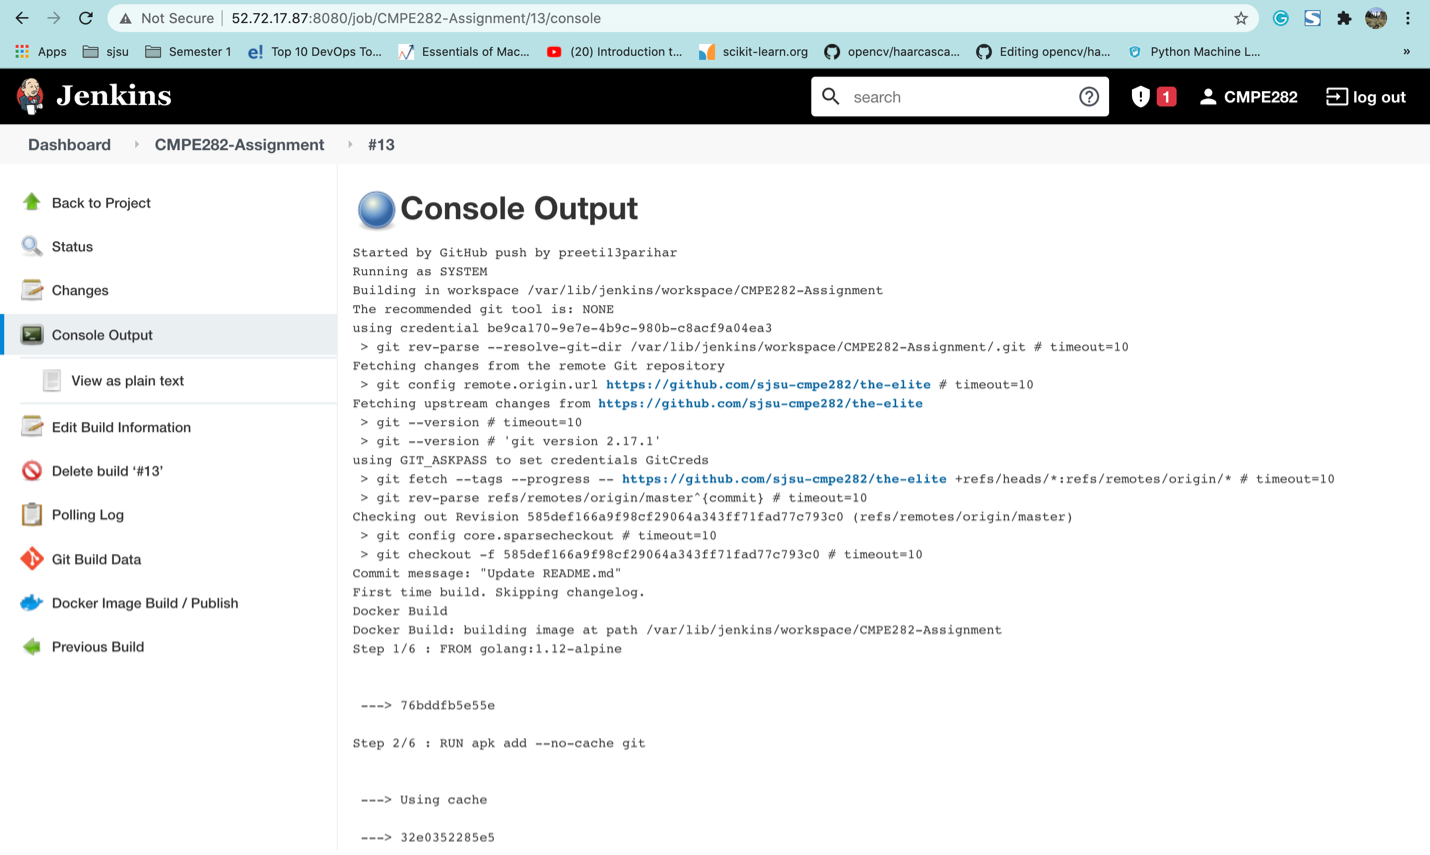 Not Secure | 52.72.17.87:8080/job/CMPE282-Assignment/13/console
Apps sjsu Semester 1 e! Top 10 DevOps To... Essentials of Mac... (20) Introduction t... scikit-learn.org opencv/haarcasca... Editing opencv/ha... Python Machine L... »
Jenkins search 1 CMPE282 log out
Dashboard CMPE282-Assignment #13
Back to Project
Status
Changes
Console Output
View as plain text
Edit Build Information
Delete build ‘#13’
Polling Log
Git Build Data
Docker Image Build / Publish
Previous Build
Console Output
Started by GitHub push by preeti13parihar
Running as SYSTEM
Building in workspace /var/lib/jenkins/workspace/CMPE282-Assignment
The recommended git tool is: NONE
using credential be9ca170-9e7e-4b9c-980b-c8acf9a04ea3
> git rev-parse --resolve-git-dir /var/lib/jenkins/workspace/CMPE282-Assignment/.git # timeout=10
Fetching changes from the remote Git repository
> git config remote.origin.url https://github.com/sjsu-cmpe282/the-elite # timeout=10
Fetching upstream changes from https://github.com/sjsu-cmpe282/the-elite
> git --version # timeout=10
> git --version # 'git version 2.17.1'
using GIT_ASKPASS to set credentials GitCreds
> git fetch --tags --progress -- https://github.com/sjsu-cmpe282/the-elite +refs/heads/*:refs/remotes/origin/* # timeout=10
> git rev-parse refs/remotes/origin/master^{commit} # timeout=10
Checking out Revision 585def166a9f98cf29064a343ff71fad77c793c0 (refs/remotes/origin/master)
> git config core.sparsecheckout # timeout=10
> git checkout -f 585def166a9f98cf29064a343ff71fad77c793c0 # timeout=10
Commit message: "Update README.md"
First time build. Skipping changelog.
Docker Build
Docker Build: building image at path /var/lib/jenkins/workspace/CMPE282-Assignment
Step 1/6 : FROM golang:1.12-alpine
---> 76bddfb5e55e
Step 2/6 : RUN apk add --no-cache git
---> Using cache
---> 32e0352285e5